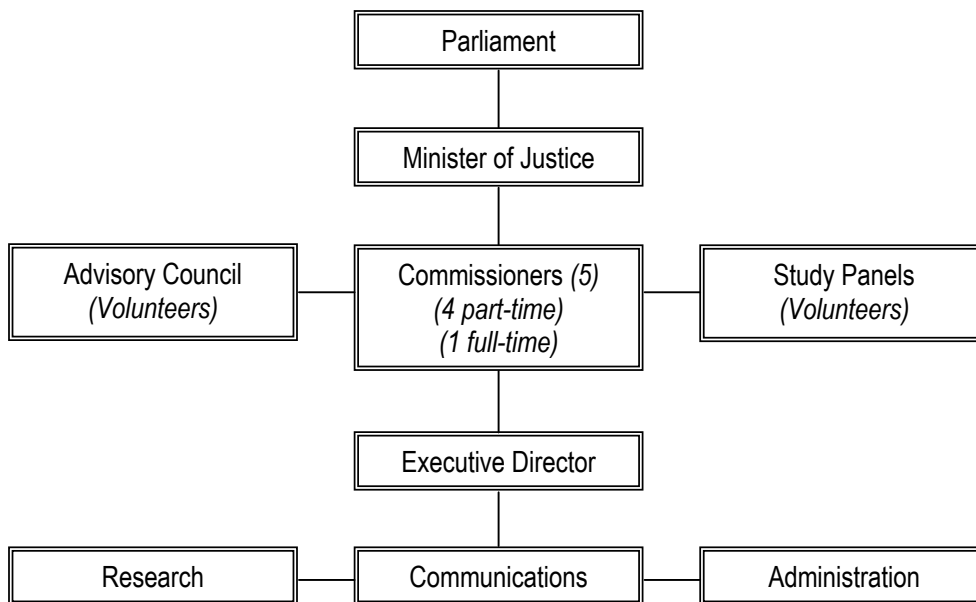 Parliament
Minister of Justice
Advisory Council
(Volunteers)
Commissioners (5)
(4 part-time)
(1 full-time)
Study Panels
(Volunteers)
Executive Director
Research
Communications
Administration